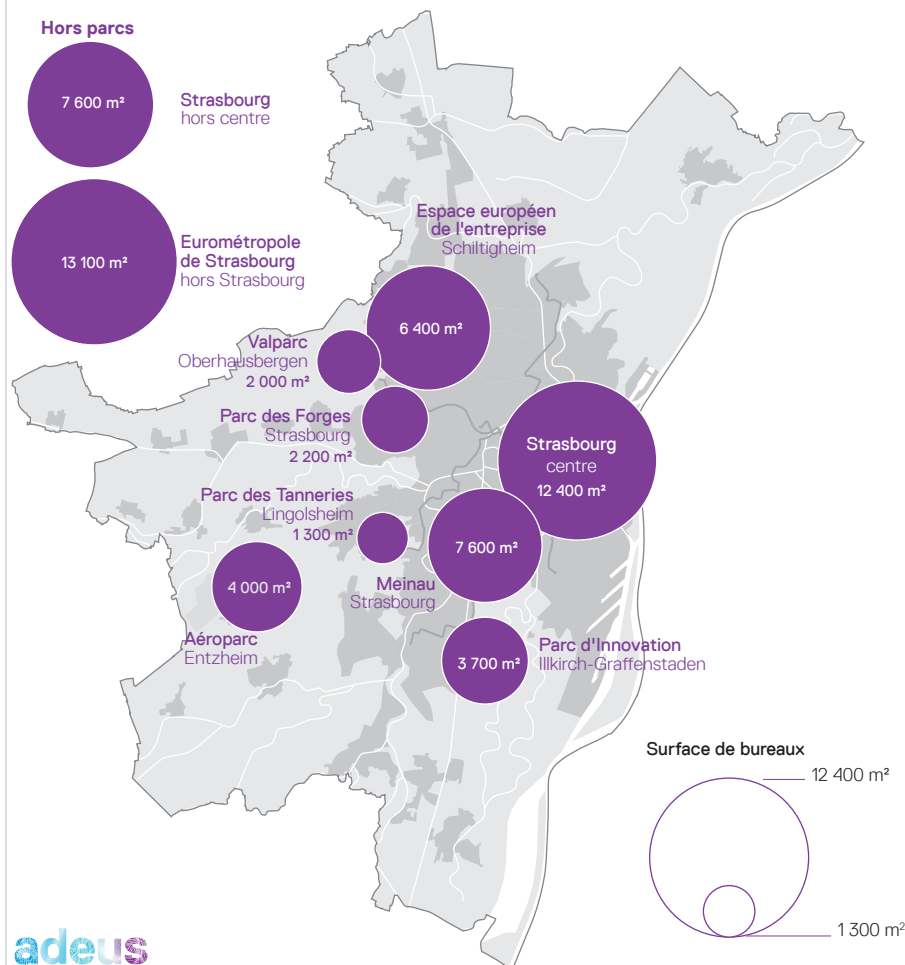 Hors parcs
7 600 m²
Strasbourg
hors centre
13 100 m²
Eurométropole
de Strasbourg
hors Strasbourg
Espace européen
de l'entreprise
Schiltigheim
6 400 m²
Valparc
Oberhausbergen
2 000 m²
Parc des Forges
Strasbourg
2 200 m²
Strasbourg
centre
12 400 m²
Parc des Tanneries
Lingolsheim
1 300 m²
7 600 m²
Meinau
Strasbourg
4 000 m²
Aéroparc
Entzheim
3 700 m²
Parc d'Innovation
Illkirch-Graffenstaden
Surface de bureaux
12 400 m²
1 300 m²
adeus